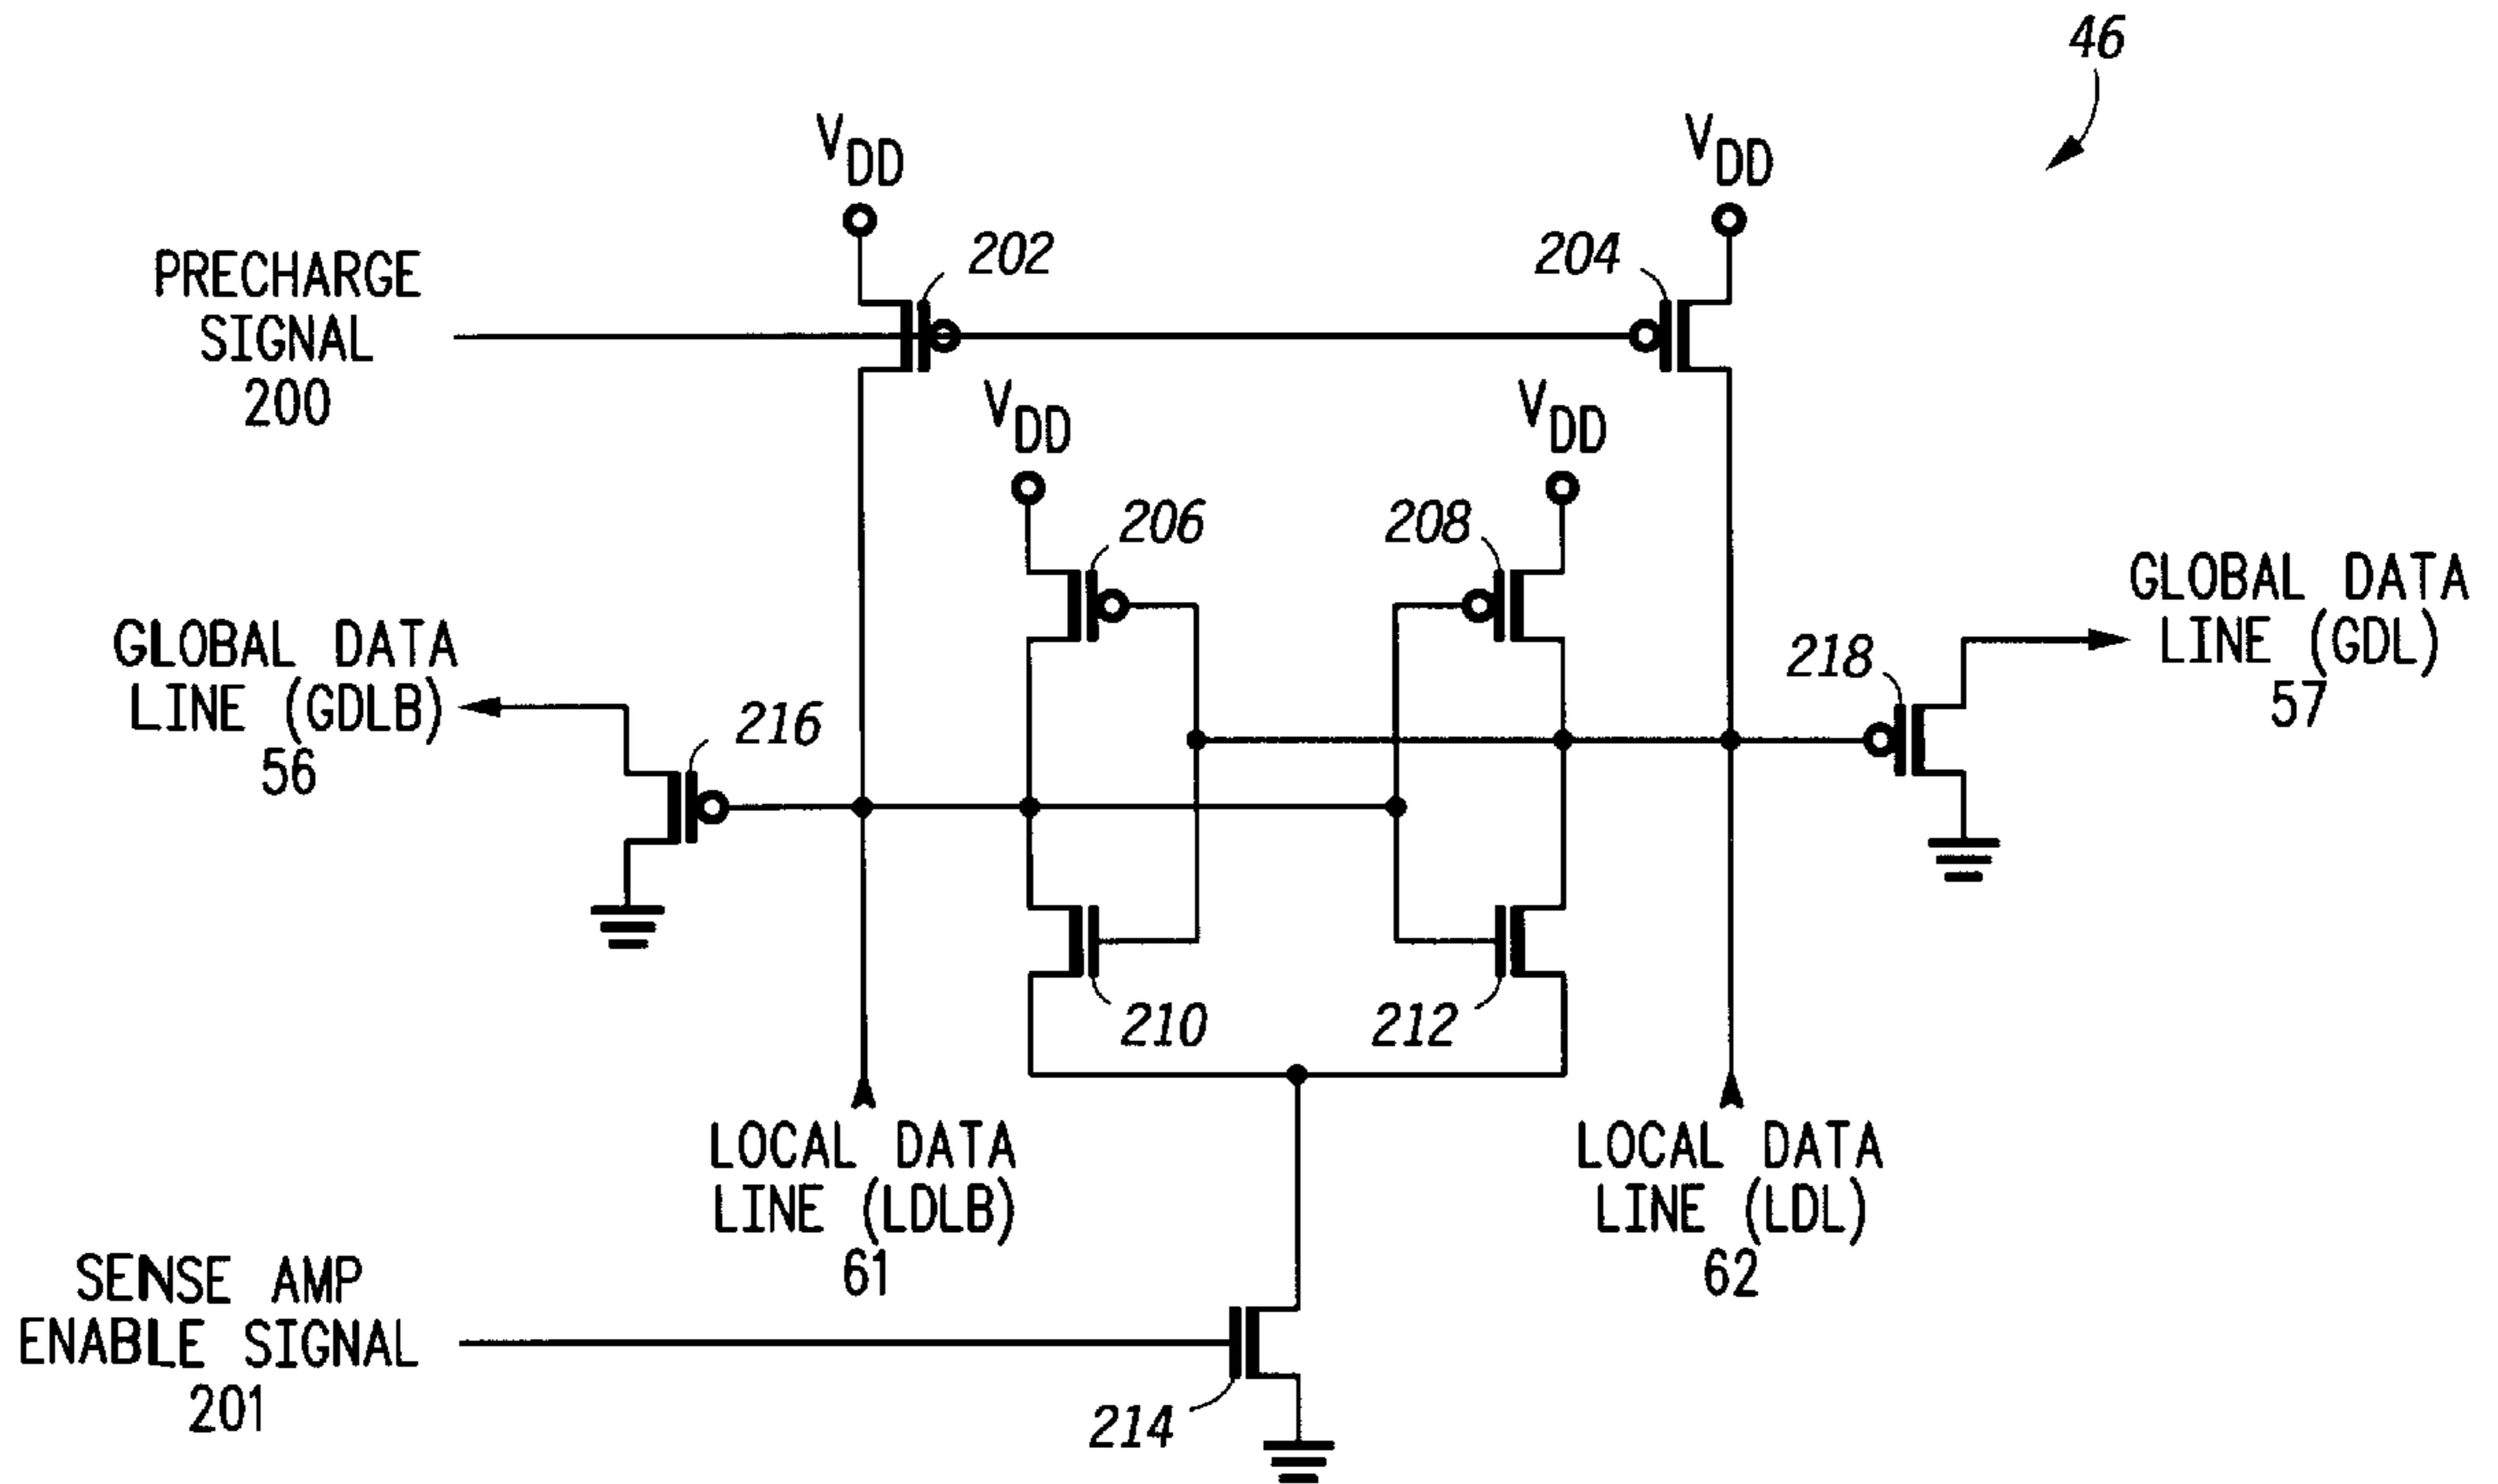 46
VDD
VDD
202
204
PRECHARGE
SIGNAL
200
VDD
VDD
206
208
GLOBAL DATA
LINE (GDL)
57
GLOBAL DATA
LINE (GDLB)
56
216
218
210
212
LOCAL DATA
LINE (LDLB)
61
LOCAL DATA
LINE (LDL)
62
SENSE AMP
ENABLE SIGNAL
201
214